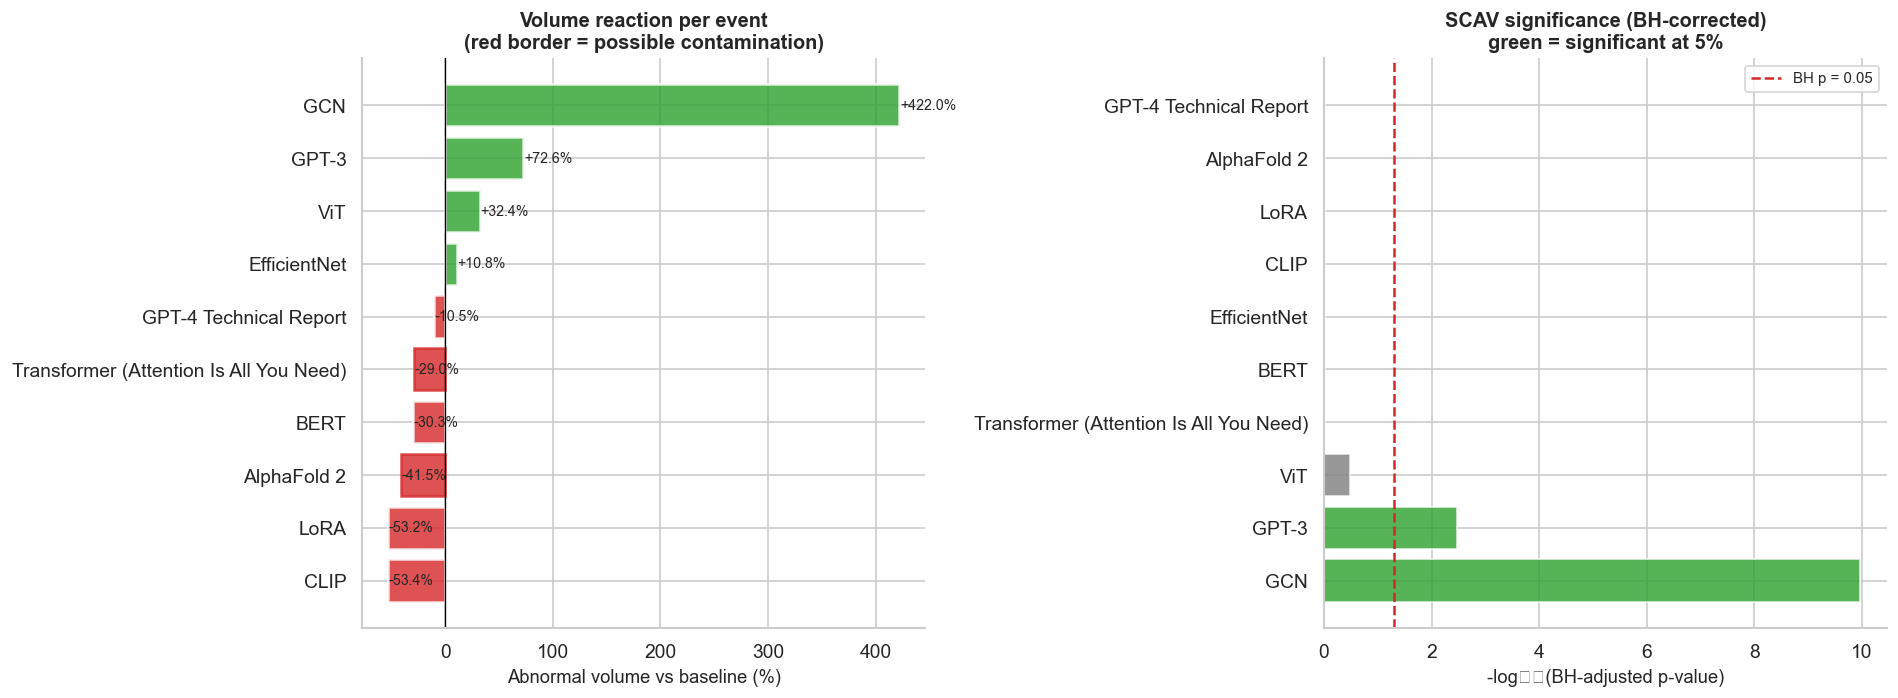 Volume reaction per event
(red border = possible contamination)
GCN
GPT-3
ViT
EfficientNet
GPT-4 Technical Report
Transformer (Attention Is All You Need)
BERT
AlphaFold 2
LoRA
CLIP
+422.0%
+72.6%
+32.4%
+10.8%
-10.5%
-29.0%
-30.3%
-41.5%
-53.2%
-53.4%
0
100
200
300
400
Abnormal volume vs baseline (%)
SCAV significance (BH-corrected)
green = significant at 5%
BH p = 0.05
GPT-4 Technical Report
AlphaFold 2
LoRA
CLIP
EfficientNet
BERT
Transformer (Attention Is All You Need)
ViT
GPT-3
GCN
0
2
4
6
8
10
-log▯▯(BH-adjusted p-value)